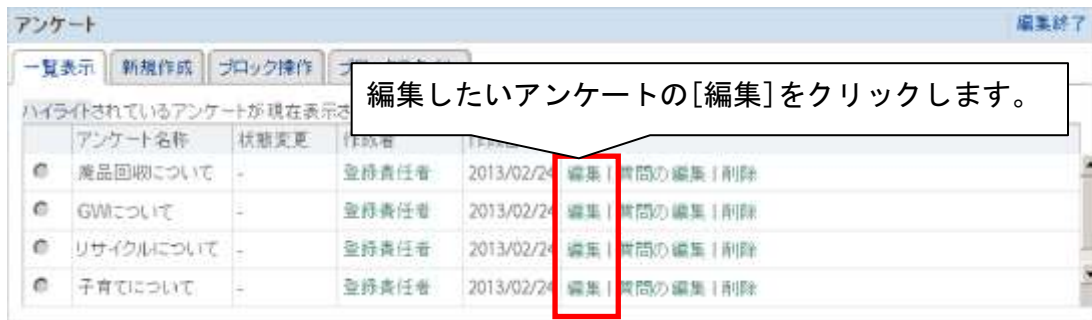 アンケート 編集終了
一覧表示 新規作成 ブロック操作
編集したいアンケートの[編集]をクリックします。
ハイライトされているアンケートが現在表示さ
アンケート名称 状態変更 作成者
廃品回収について - 登録責任者 2013/02/24 編集 | 質問の編集 | 削除
GWについて - 登録責任者 2013/02/24 編集 | 質問の編集 | 削除
リサイクルについて - 登録責任者 2013/02/24 編集 | 質問の編集 | 削除
子育てについて - 登録責任者 2013/02/24 編集 | 質問の編集 | 削除